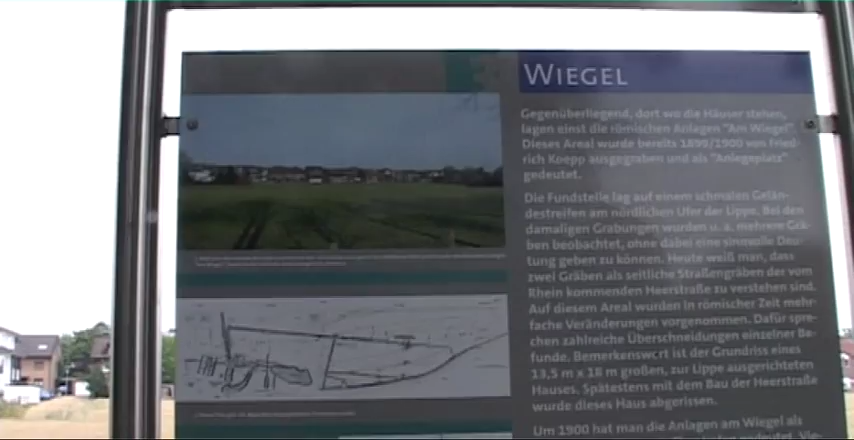 WIEGEL
Gegenüberliegend, dort wo die Häuser stehen,
lagen einst die römischen Anlagen "Am Wiegel".
Dieses Areal wurde bereits 1899/1900 von Fried-
rich Koepp ausgegraben und als "Anlegeplatz"
gedeutet.
Die Fundstelle lag auf einem schmalen Gelän-
destreifen am nördlichen Ufer der Lippe. Bei den
damaligen Grabungen wurden u. a. mehrere Grä-
ben beobachtet, ohne dabei eine sinnvolle Deu-
tung geben zu können. Heute weiß man, dass
zwei Gräben als seitliche Straßengräben der vom
Rhein kommenden Heerstraße zu verstehen sind.
Auf diesem Areal wurden in römischer Zeit mehr-
fache Veränderungen vorgenommen. Dafür spre-
chen zahlreiche Überschneidungen einzelner Be-
funde. Bemerkenswert ist der Grundriss eines
13,5 m x 18 m großen, zur Lippe ausgerichteten
Hauses. Spätestens mit dem Bau der Heerstraße
wurde dieses Haus abgerissen.
Um 1900 hat man die Anlagen am Wiegel als